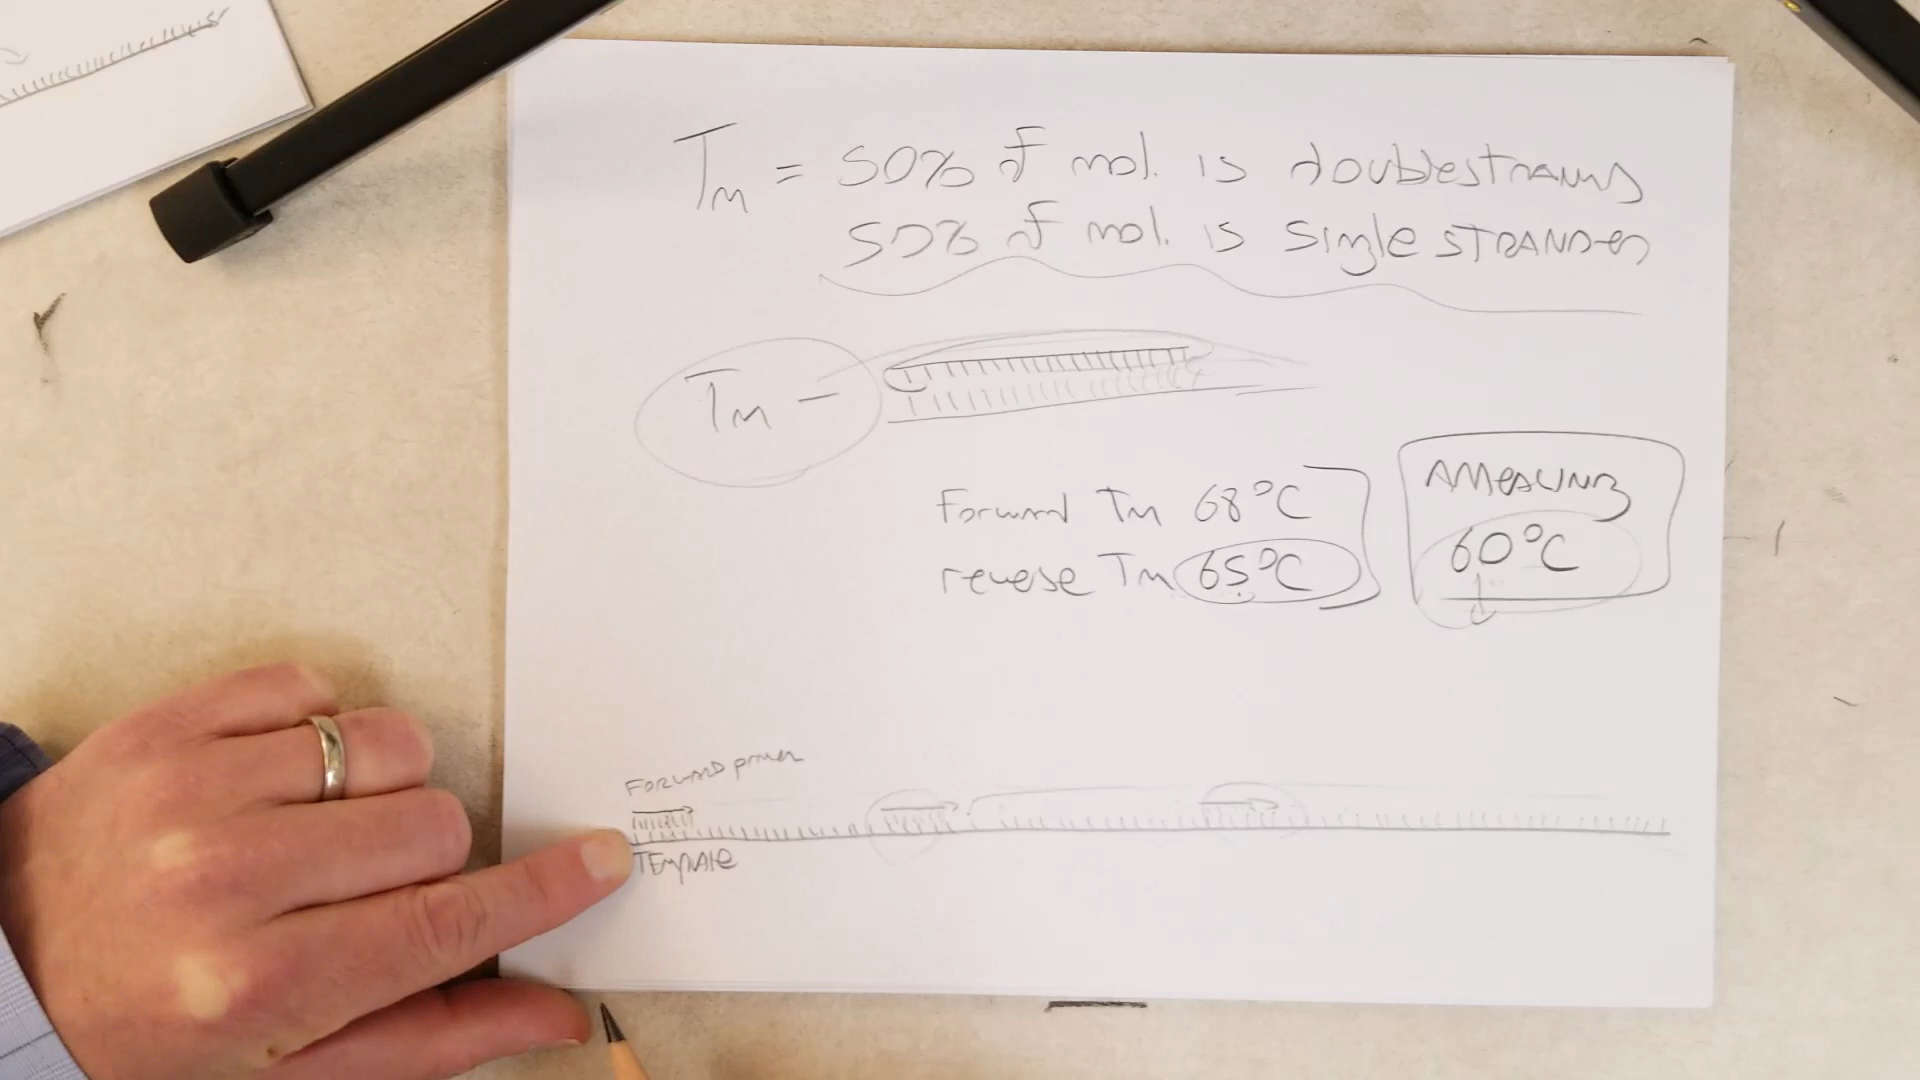 Tm = 50% of mol. is doublestrands
50% of mol. is single STRANDed
Tm -
Forward Tm 68°C
reverse Tm 65°C
Annealing
60°C
Forward primer
Template